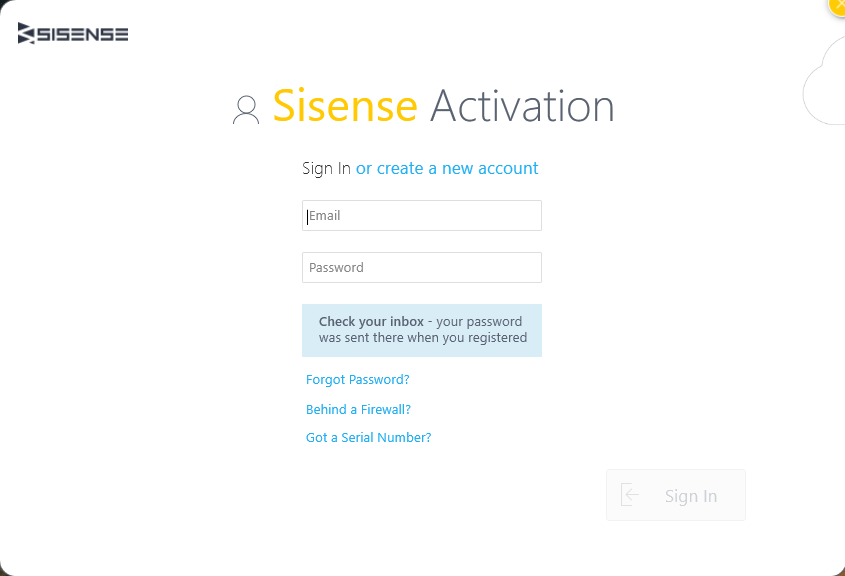 SISENSE
Sisense Activation
Sign In or create a new account
Email
Password
Check your inbox - your password
was sent there when you registered
Forgot Password?
Behind a Firewall?
Got a Serial Number?
Sign In